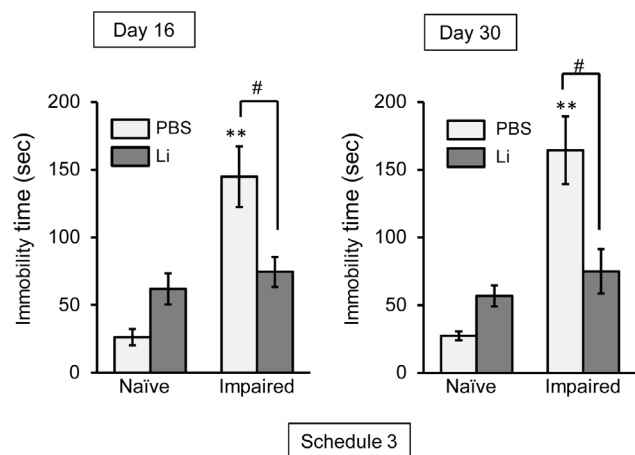 Day 16
Day 30
#
#
200
150
100
50
0
Immobility time (sec)
PBS
Li
**
Naïve
Impaired
200
150
100
50
0
Immobility time (sec)
PBS
Li
**
Naïve
Impaired
Schedule 3